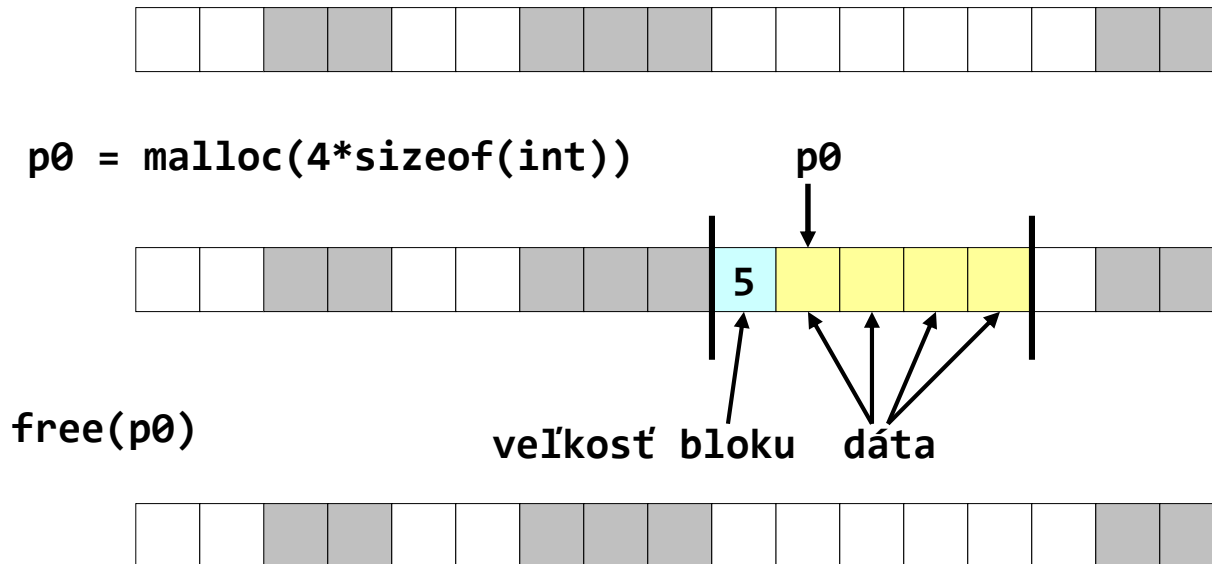 p0 = malloc(4*sizeof(int))
p0
5
free(p0)
veľkosť bloku
dáta